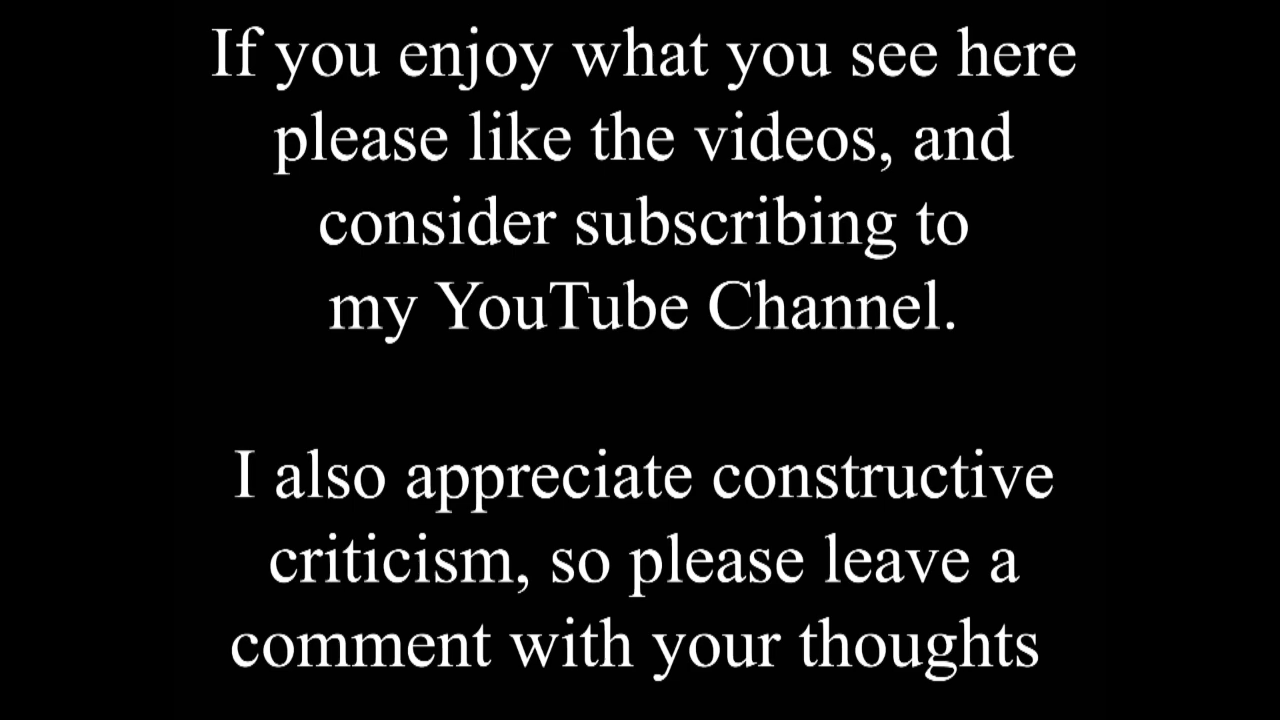 If you enjoy what you see here
please like the videos, and
consider subscribing to
my YouTube Channel.
I also appreciate constructive
criticism, so please leave a
comment with your thoughts